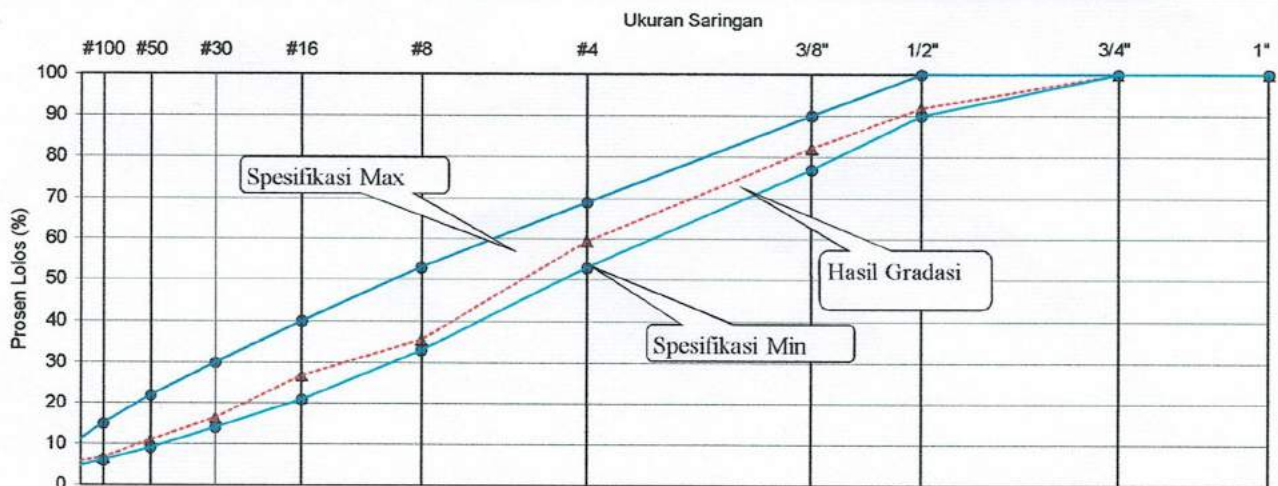 Ukuran Saringan
#100 #50 #30 #16 #8 #4 3/8" 1/2" 3/4" 1"
100
90
80
70
60
50
40
30
20
10
0
Prosen Lolos (%)
Spesifikasi Max
Hasil Gradasi
Spesifikasi Min